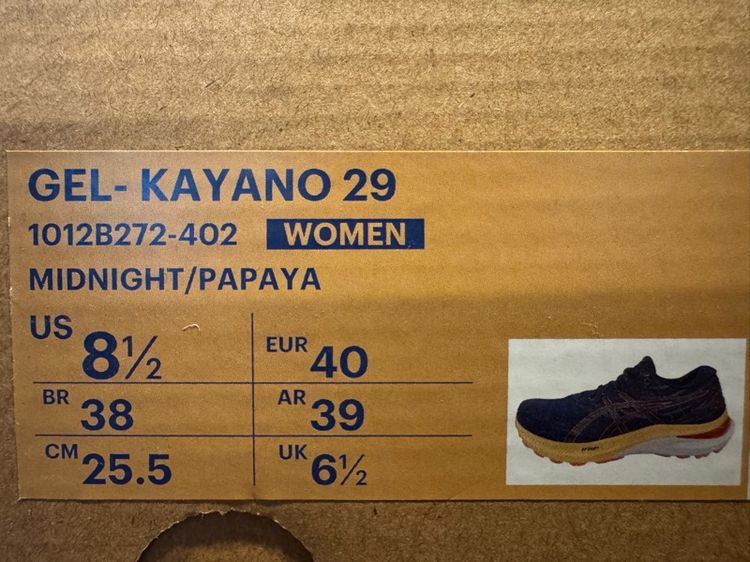 GEL- KAYANO 29
1012B272-402 WOMEN
MIDNIGHT/PAPAYA
US 8½ EUR 40
BR 38 AR 39
CM 25.5 UK 6½